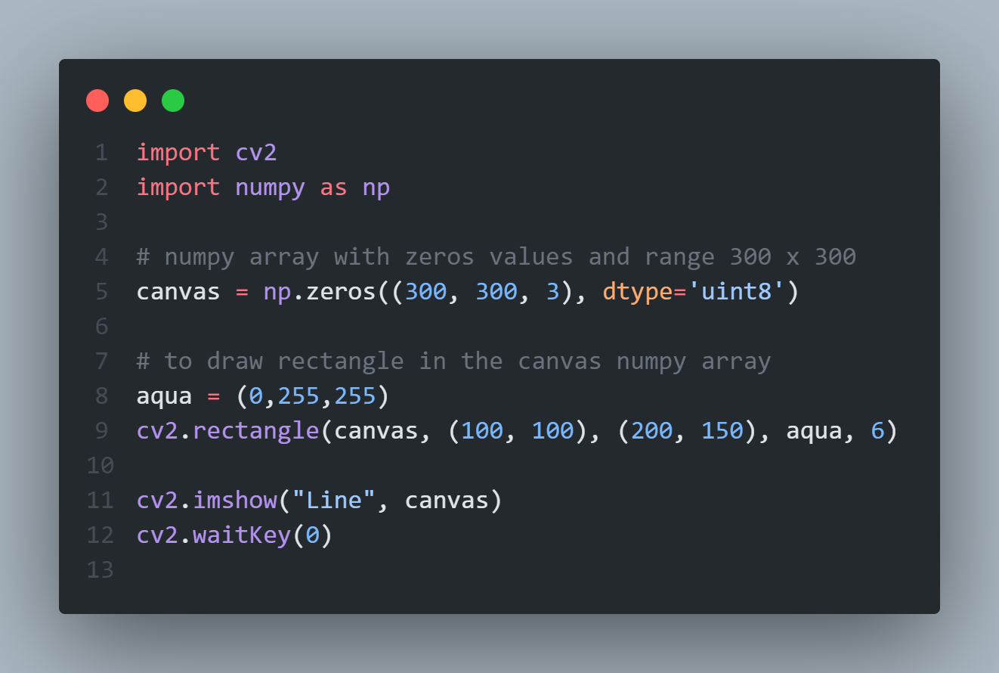 1 import cv2
2 import numpy as np
3
4 # numpy array with zeros values and range 300 x 300
5 canvas = np.zeros((300, 300, 3), dtype='uint8')
6
7 # to draw rectangle in the canvas numpy array
8 aqua = (0,255,255)
9 cv2.rectangle(canvas, (100, 100), (200, 150), aqua, 6)
10
11 cv2.imshow("Line", canvas)
12 cv2.waitKey(0)
13